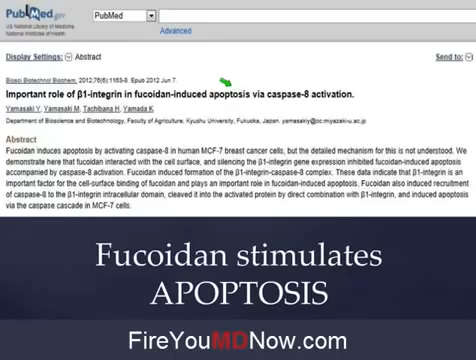 PubMed.gov
US National Library of Medicine
National Institutes of Health
PubMed
Advanced
Display Settings: Abstract
Send to:
Biosci Biotechnol Biochem. 2012;76(6):1163-8. Epub 2012 Jun 7.
Important role of β1-integrin in fucoidan-induced apoptosis via caspase-8 activation.
Yamasaki Y, Yamasaki M, Tachibana H, Yamada K.
Department of Bioscience and Biotechnology, Faculty of Agriculture, Kyushu University, Fukuoka, Japan. yamasakiy@cc.miyazaki-u.ac.jp
Abstract
Fucoidan induces apoptosis by activating caspase-8 in human MCF-7 breast cancer cells, but the detailed mechanism for this is not understood. We
demonstrate here that fucoidan interacted with the cell surface, and silencing the β1-integrin gene expression inhibited fucoidan-induced apoptosis
accompanied by caspase-8 activation. Fucoidan induced formation of the β1-integrin-caspase-8 complex. These data indicate that β1-integrin is an
important factor for the cell-surface binding of fucoidan and plays an important role in fucoidan-induced apoptosis. Fucoidan also induced recruitment
of caspase-8 to the β1-integrin intracellular domain, cleaved it into the activated protein by direct combination with β1-integrin, and induced apoptosis
via the caspase cascade in MCF-7 cells.
Fucoidan stimulates
APOPTOSIS
FireYouMDNow.com